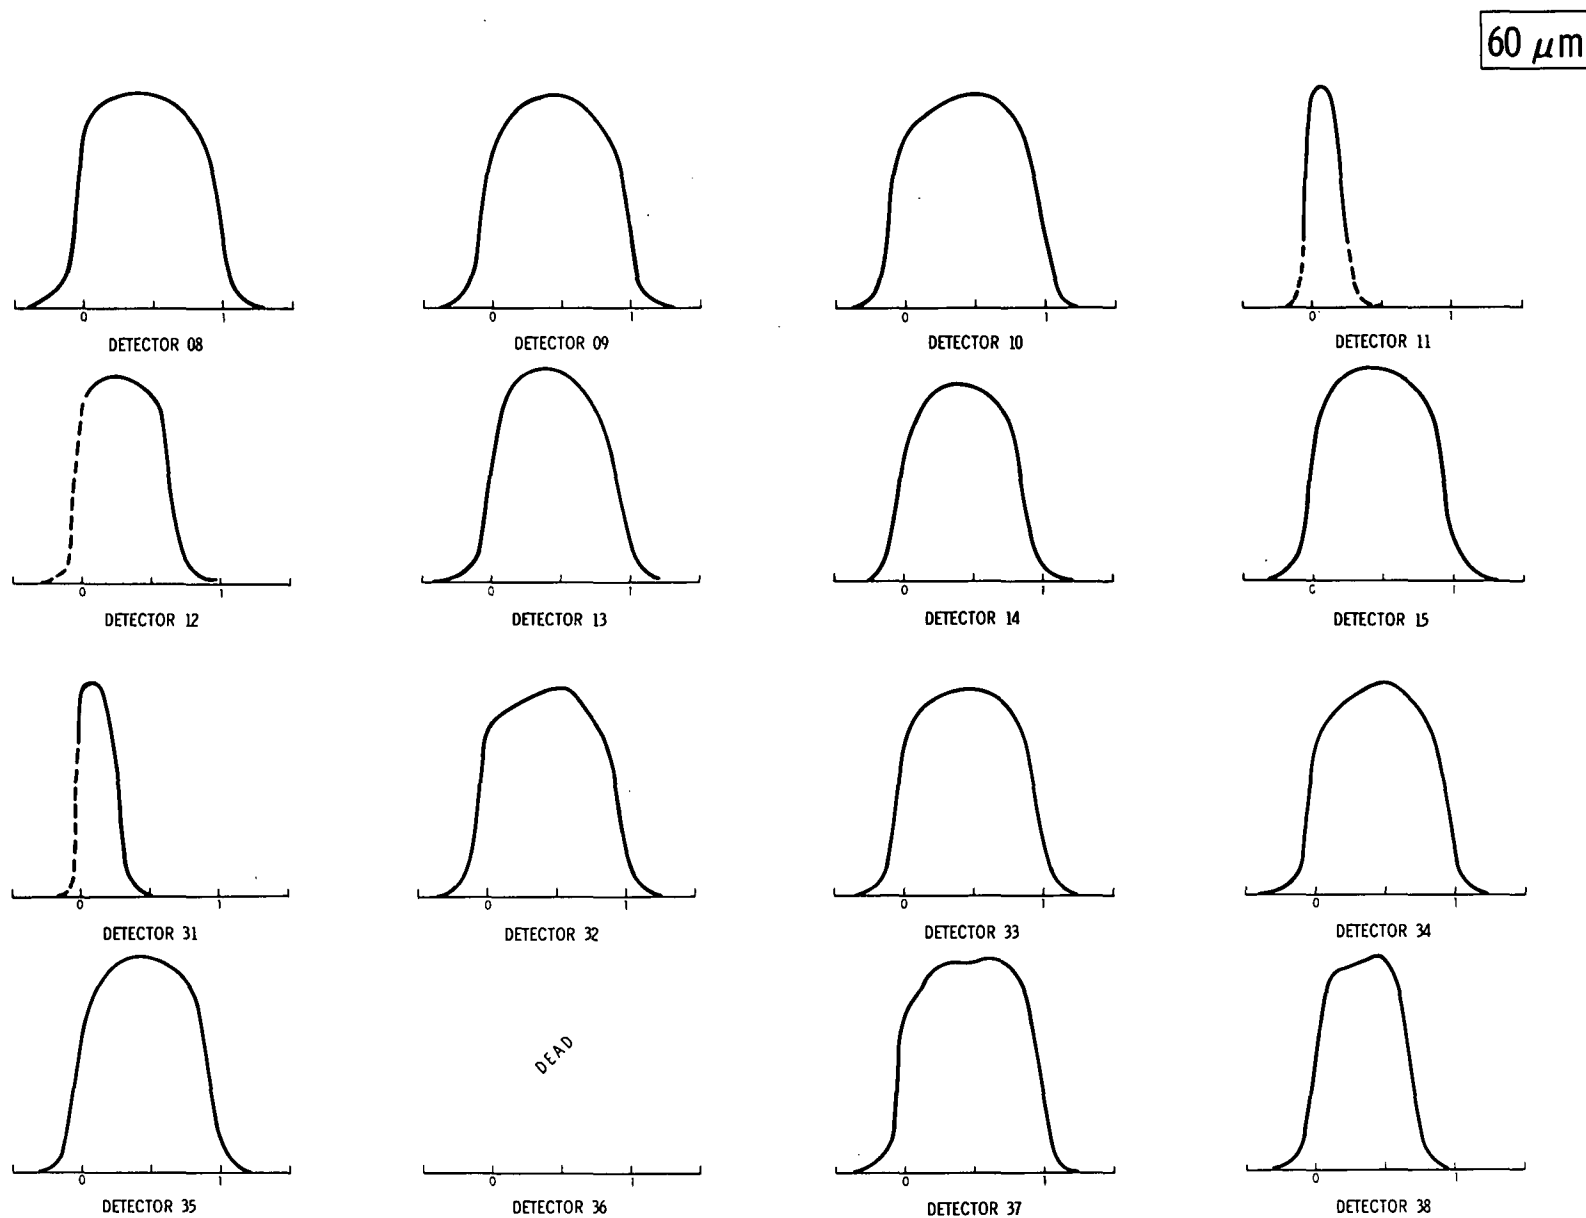 60 μm
0 1 0 1 0 1 0 1
DETECTOR 08 DETECTOR 09 DETECTOR 10 DETECTOR 11
0 1 0 1 0 1 C 1
DETECTOR 12 DETECTOR 13 DETECTOR 14 DETECTOR 15
0 1 0 1 0 1 0 1
DETECTOR 31 DETECTOR 32 DETECTOR 33 DETECTOR 34
DEAD
0 1 0 1 0 1 0 1
DETECTOR 35 DETECTOR 36 DETECTOR 37 DETECTOR 38